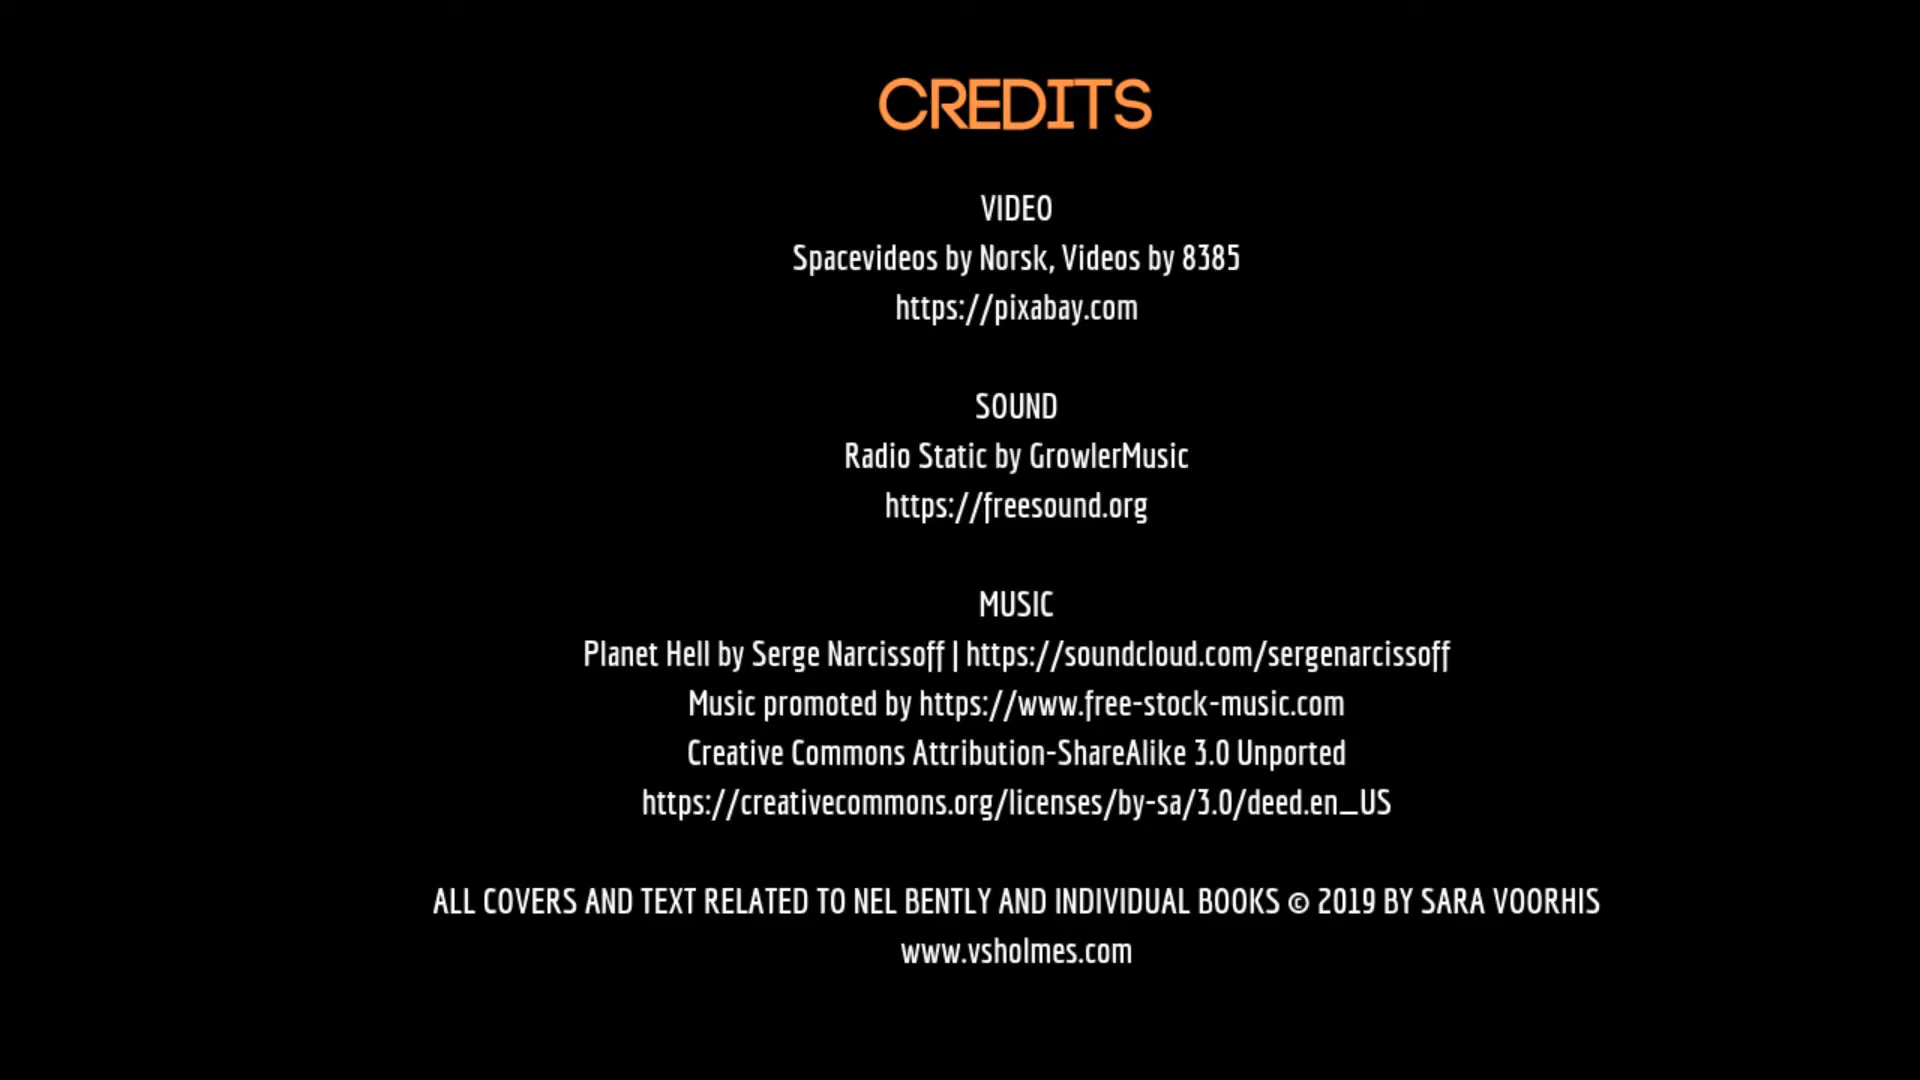 CREDITS
VIDEO
Spacevideos by Norsk, Videos by 8385
https://pixabay.com
SOUND
Radio Static by GrowlerMusic
https://freesound.org
MUSIC
Planet Hell by Serge Narcissoff | https://soundcloud.com/sergenarcissoff
Music promoted by https://www.free-stock-music.com
Creative Commons Attribution-ShareAlike 3.0 Unported
https://creativecommons.org/licenses/by-sa/3.0/deed.en_US
ALL COVERS AND TEXT RELATED TO NEL BENTLY AND INDIVIDUAL BOOKS © 2019 BY SARA VOORHIS
www.vsholmes.com